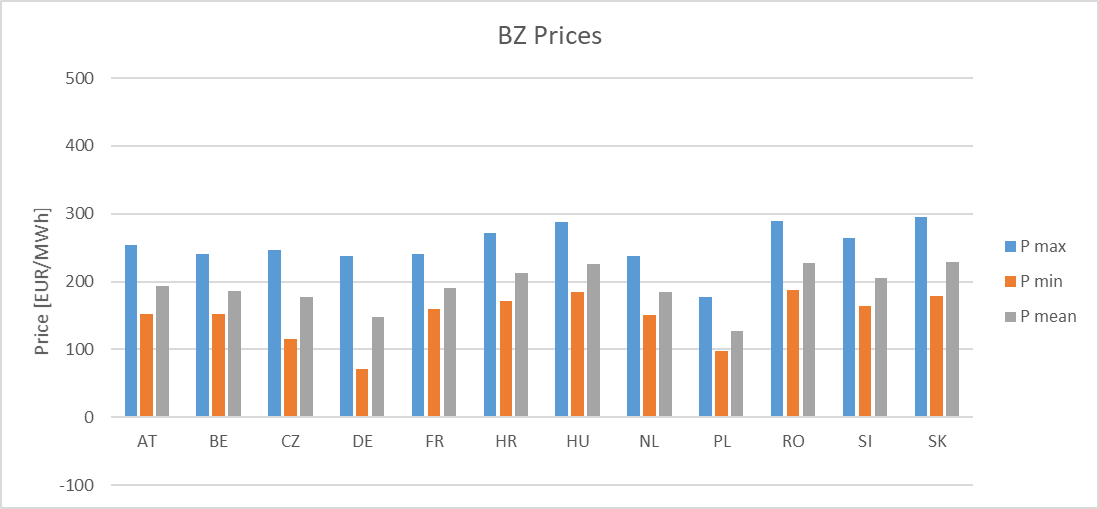 BZ Prices
Price [EUR/MWh]
500
400
300
200
100
0
-100
AT BE CZ DE FR HR HU NL PL RO SI SK
P max
P min
P mean